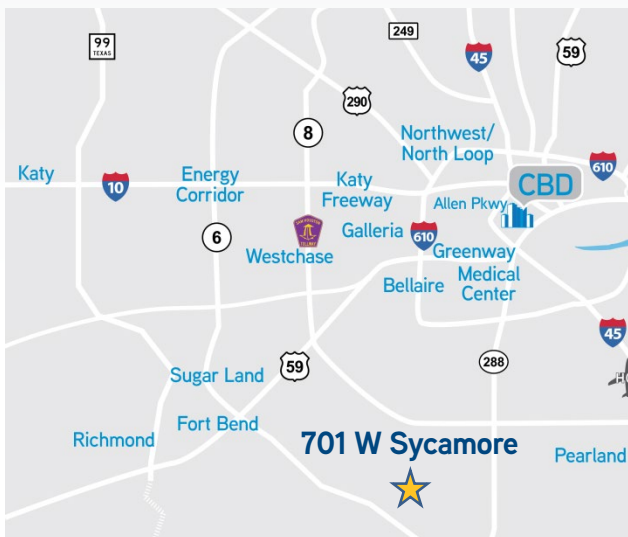 99
TEXAS
249
45
59
290
8
Northwest/
North Loop
610
Katy
10
Energy
Corridor
Katy
Freeway
CBD
Allen Pkwy
6
Galleria
610
Westchase
Greenway
Bellaire
Medical
Center
45
59
288
Sugar Land
Fort Bend
Richmond
701 W Sycamore
Pearland